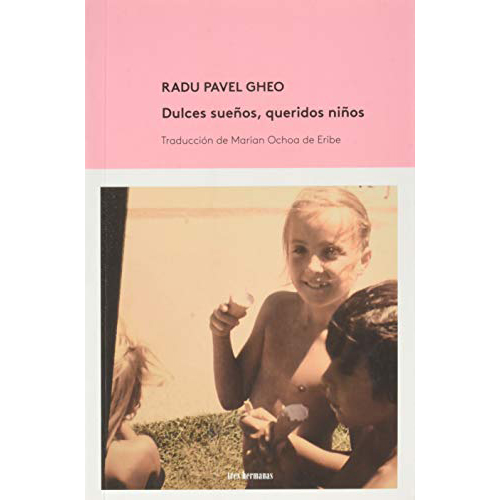 RADU PAVEL GHEO
Dulces sueños, queridos niños
Traducción de Marian Ochoa de Eribe
tres hermanas